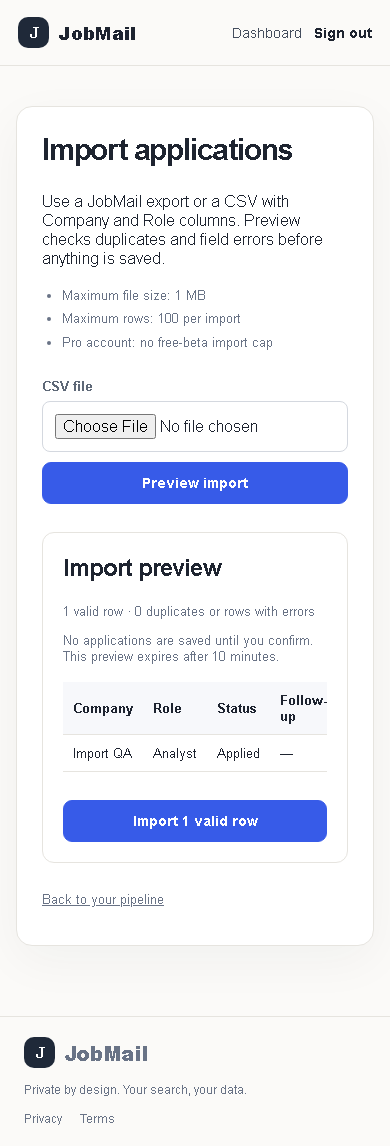 J JobMail Dashboard Sign out
Import applications
Use a JobMail export or a CSV with
Company and Role columns. Preview
checks duplicates and field errors before
anything is saved.
• Maximum file size: 1 MB
• Maximum rows: 100 per import
• Pro account: no free-beta import cap
CSV file
Choose File No file chosen
Preview import
Import preview
1 valid row · 0 duplicates or rows with errors
No applications are saved until you confirm.
This preview expires after 10 minutes.
Company Role Status Follow-
up
Import QA Analyst Applied —
Import 1 valid row
Back to your pipeline
J JobMail
Private by design. Your search, your data.
Privacy Terms